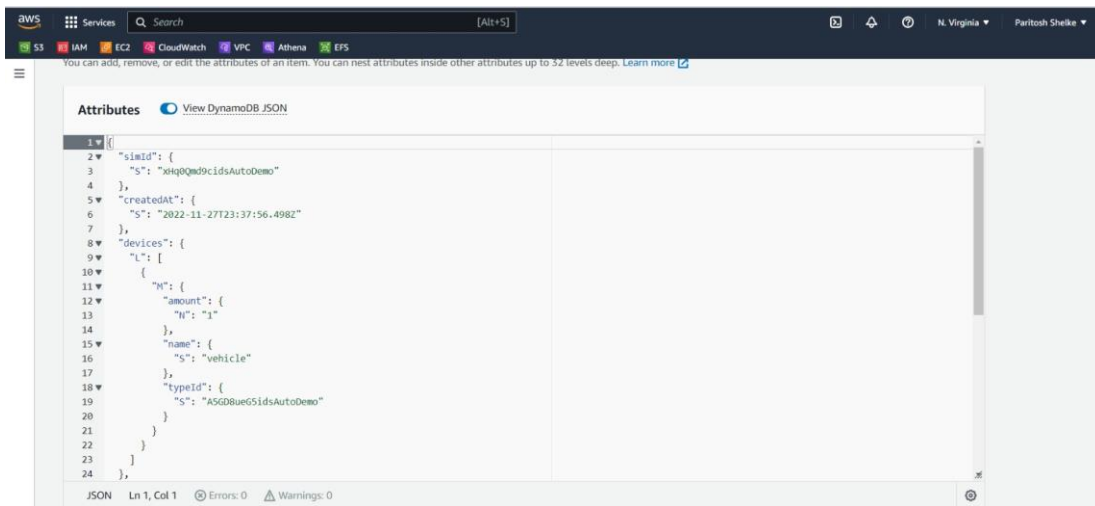 aws Services Search [Alt+S] N. Virginia Paritosh Shelke
S3 IAM EC2 CloudWatch VPC Athena EFS
You can add, remove, or edit the attributes of an item. You can nest attributes inside other attributes up to 32 levels deep. Learn more
Attributes View DynamoDB JSON
1 {
2 "simId": {
3 "S": "xHq0Qmd9cidsAutoDemo"
4 },
5 "createdAt": {
6 "S": "2022-11-27T23:37:56.498Z"
7 },
8 "devices": {
9 "L": [
10 {
11 "M": {
12 "amount": {
13 "N": "1"
14 },
15 "name": {
16 "S": "vehicle"
17 },
18 "typeId": {
19 "S": "A5GD8ueG5idsAutoDemo"
20 }
21 }
22 }
23 ]
24 },
JSON Ln 1, Col 1 Errors: 0 Warnings: 0